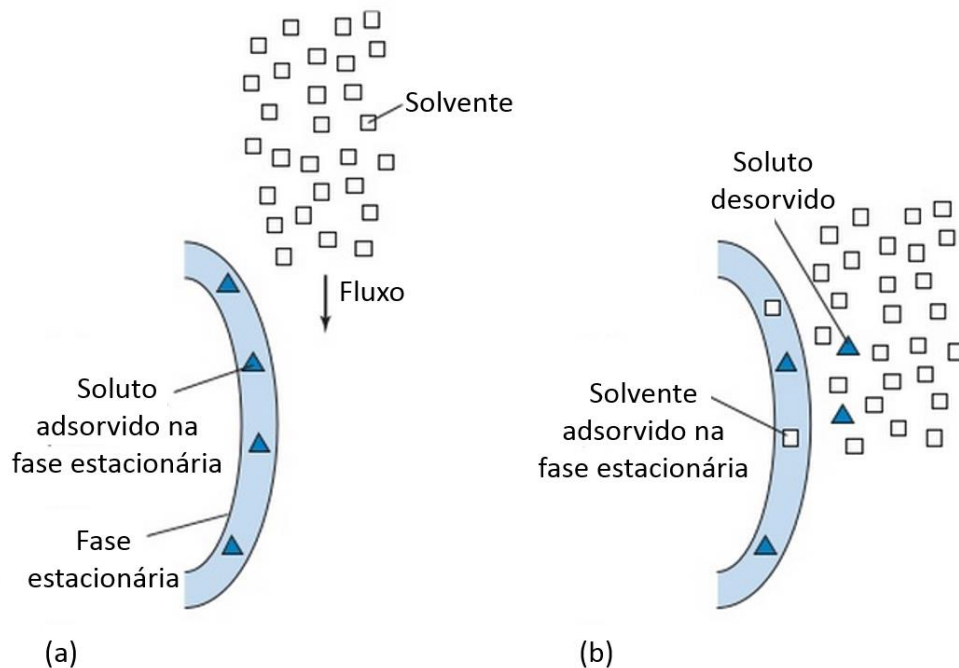 Solvente
Fluxo
Soluto
adsorvido na
fase estacionária
Fase
estacionária
(a)
Soluto
desorvido
Solvente
adsorvido na
fase estacionária
(b)